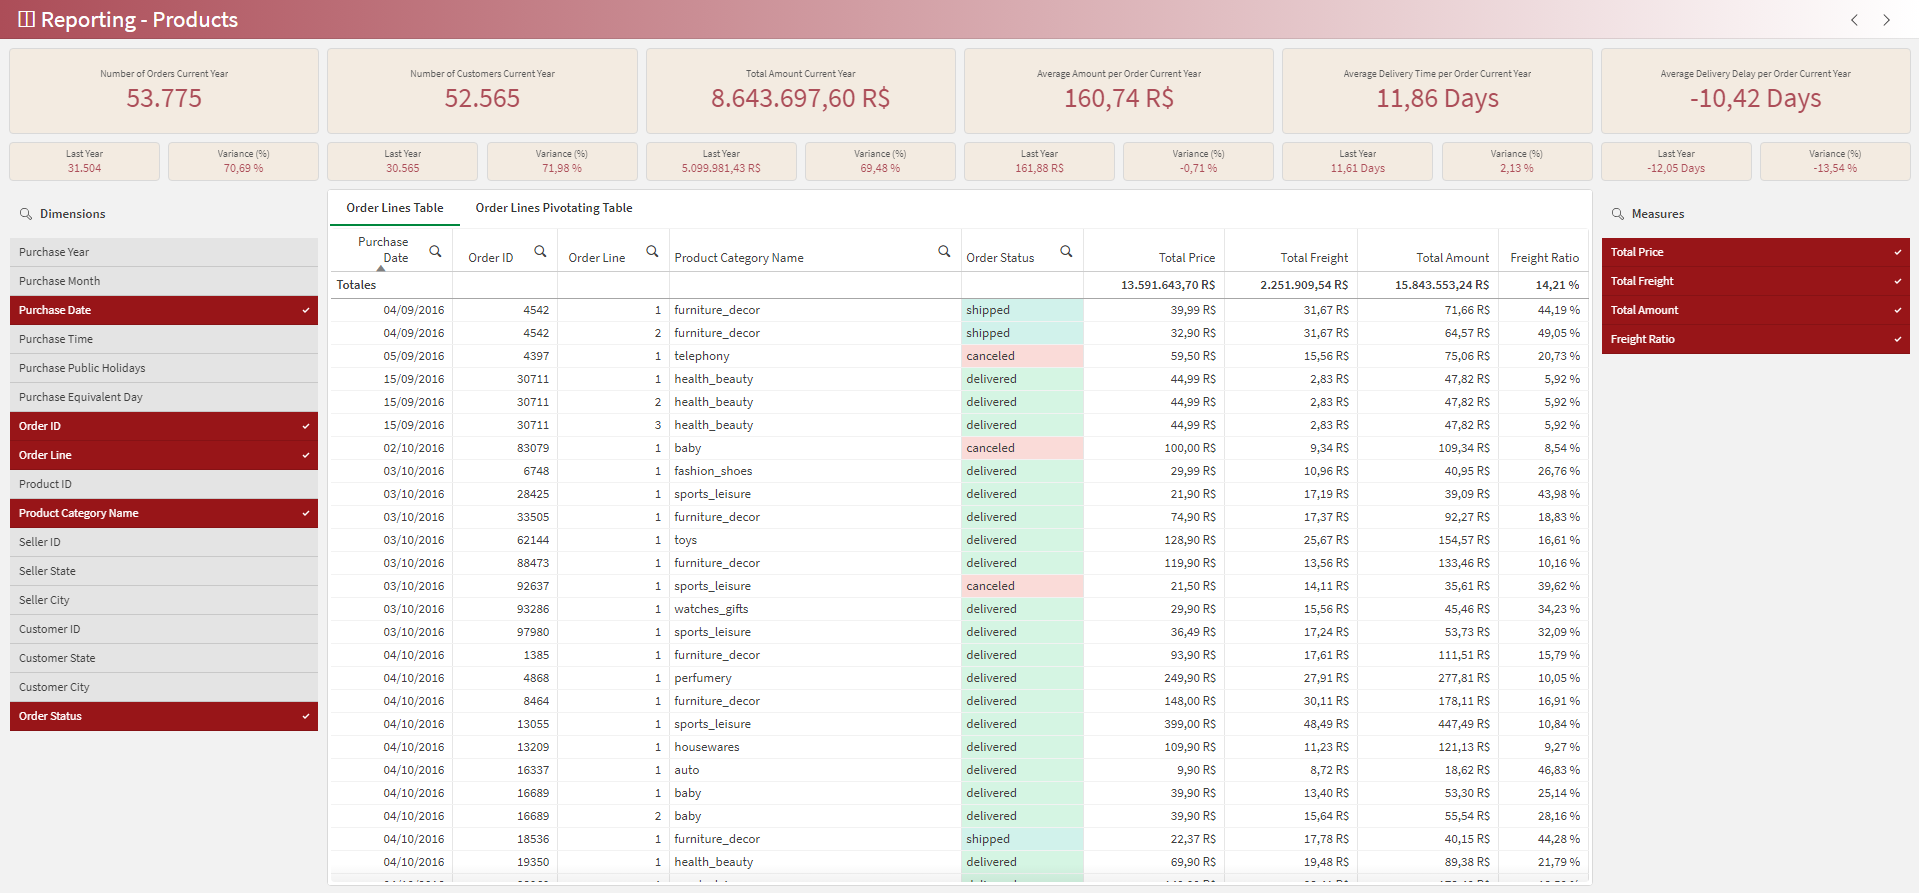 Reporting - Products
Number of Orders Current Year
53.775
Number of Customers Current Year
52.565
Total Amount Current Year
8.643.697,60 R$
Average Amount per Order Current Year
160,74 R$
Average Delivery Time per Order Current Year
11,86 Days
Average Delivery Delay per Order Current Year
-10,42 Days
Last Year
31.504
Variance (%)
70,69 %
Last Year
30.565
Variance (%)
71,98 %
Last Year
5.099.981,43 R$
Variance (%)
69,48 %
Last Year
161,88 R$
Variance (%)
-0,71 %
Last Year
11,61 Days
Variance (%)
2,13 %
Last Year
-12,05 Days
Variance (%)
-13,54 %
Dimensions
Purchase Year
Purchase Month
Purchase Date
Purchase Time
Purchase Public Holidays
Purchase Equivalent Day
Order ID
Order Line
Product ID
Product Category Name
Seller ID
Seller State
Seller City
Customer ID
Customer State
Customer City
Order Status
Order Lines Table Order Lines Pivotating Table
Purchase Date Order ID Order Line Product Category Name Order Status Total Price Total Freight Total Amount Freight Ratio
Totales 13.591.643,70 R$ 2.251.909,54 R$ 15.843.553,24 R$ 14,21 %
04/09/2016 4542 1 furniture_decor shipped 39,99 R$ 31,67 R$ 71,66 R$ 44,19 %
04/09/2016 4542 2 furniture_decor shipped 32,90 R$ 31,67 R$ 64,57 R$ 49,05 %
05/09/2016 4397 1 telephony canceled 59,50 R$ 15,56 R$ 75,06 R$ 20,73 %
15/09/2016 30711 1 health_beauty delivered 44,99 R$ 2,83 R$ 47,82 R$ 5,92 %
15/09/2016 30711 2 health_beauty delivered 44,99 R$ 2,83 R$ 47,82 R$ 5,92 %
15/09/2016 30711 3 health_beauty delivered 44,99 R$ 2,83 R$ 47,82 R$ 5,92 %
02/10/2016 83079 1 baby canceled 100,00 R$ 9,34 R$ 109,34 R$ 8,54 %
03/10/2016 6748 1 fashion_shoes delivered 29,99 R$ 10,96 R$ 40,95 R$ 26,76 %
03/10/2016 28425 1 sports_leisure delivered 21,90 R$ 17,19 R$ 39,09 R$ 43,98 %
03/10/2016 33505 1 furniture_decor delivered 74,90 R$ 17,37 R$ 92,27 R$ 18,83 %
03/10/2016 62144 1 toys delivered 128,90 R$ 25,67 R$ 154,57 R$ 16,61 %
03/10/2016 88473 1 furniture_decor delivered 119,90 R$ 13,56 R$ 133,46 R$ 10,16 %
03/10/2016 92637 1 sports_leisure canceled 21,50 R$ 14,11 R$ 35,61 R$ 39,62 %
03/10/2016 93286 1 watches_gifts delivered 29,90 R$ 15,56 R$ 45,46 R$ 34,23 %
03/10/2016 97980 1 sports_leisure delivered 36,49 R$ 17,24 R$ 53,73 R$ 32,09 %
04/10/2016 1385 1 furniture_decor delivered 93,90 R$ 17,61 R$ 111,51 R$ 15,79 %
04/10/2016 4868 1 perfumery delivered 249,90 R$ 27,91 R$ 277,81 R$ 10,05 %
04/10/2016 8464 1 furniture_decor delivered 148,00 R$ 30,11 R$ 178,11 R$ 16,91 %
04/10/2016 13055 1 sports_leisure delivered 399,00 R$ 48,49 R$ 447,49 R$ 10,84 %
04/10/2016 13209 1 housewares delivered 109,90 R$ 11,23 R$ 121,13 R$ 9,27 %
04/10/2016 16337 1 auto delivered 9,90 R$ 8,72 R$ 18,62 R$ 46,83 %
04/10/2016 16689 1 baby delivered 39,90 R$ 13,40 R$ 53,30 R$ 25,14 %
04/10/2016 16689 2 baby delivered 39,90 R$ 15,64 R$ 55,54 R$ 28,16 %
04/10/2016 18536 1 furniture_decor shipped 22,37 R$ 17,78 R$ 40,15 R$ 44,28 %
04/10/2016 19350 1 health_beauty delivered 69,90 R$ 19,48 R$ 89,38 R$ 21,79 %
Measures
Total Price
Total Freight
Total Amount
Freight Ratio